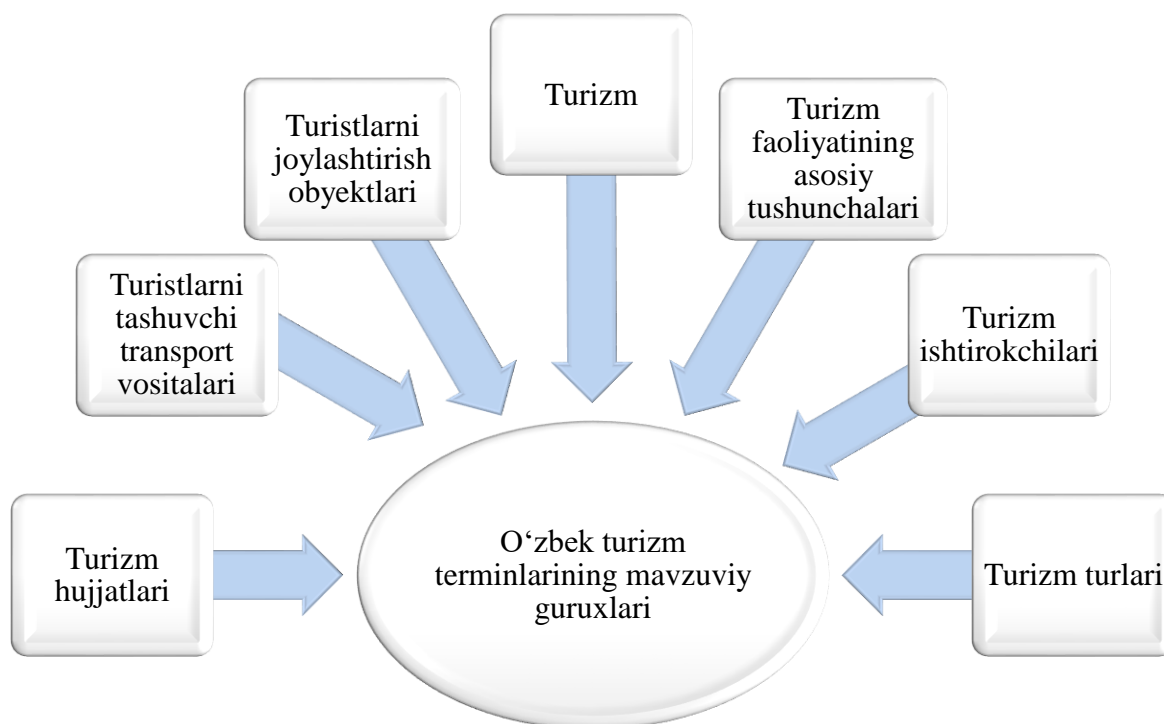 Turizm
Turistlarni
joylashtirish
obyektlari
Turizm
faoliyatining
asosiy
tushunchalari
Turistlarni
tashuvchi
transport
vositalari
Turizm
ishtirokchilari
Turizm
hujjatlari
O‘zbek turizm
terminlarining mavzuviy
guruxlari
Turizm turlari